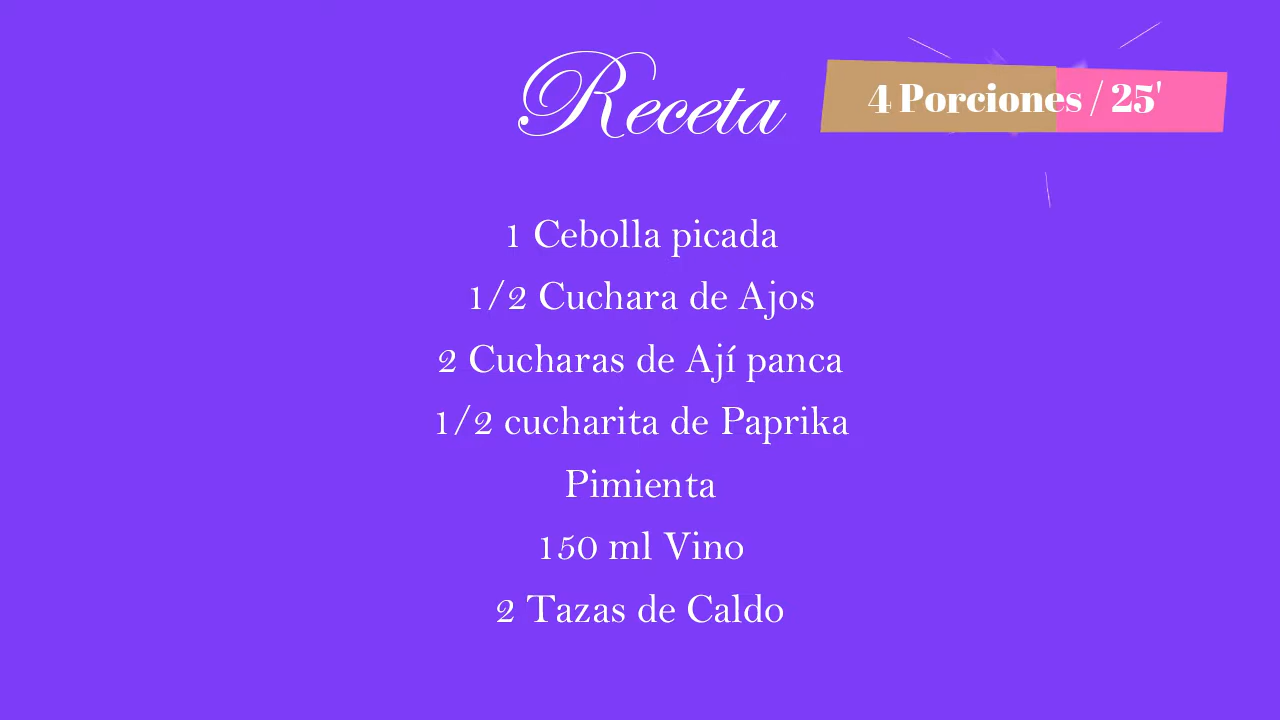 Receta
4 Porciones / 25'
1 Cebolla picada
1/2 Cuchara de Ajos
2 Cucharas de Ají panca
1/2 cucharita de Paprika
Pimienta
150 ml Vino
2 Tazas de Caldo